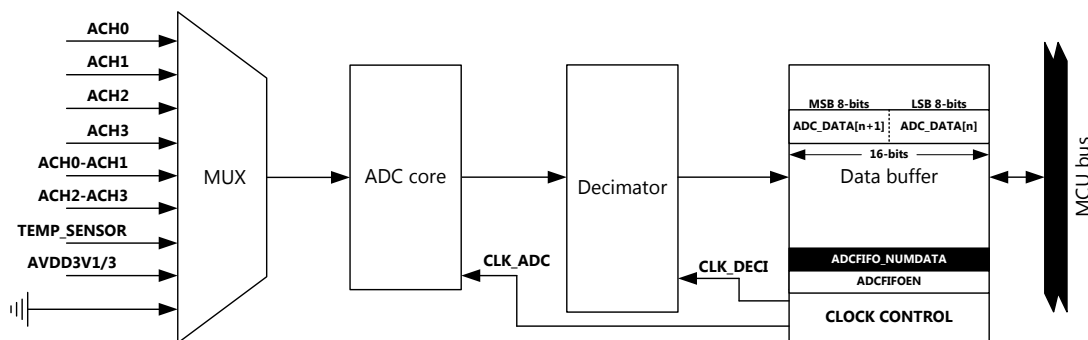 ACH0
ACH1
ACH2
ACH3
ACH0-ACH1
ACH2-ACH3
TEMP_SENSOR
AVDD3V1/3
MUX
ADC core
CLK_ADC
Decimator
CLK_DECI
MSB 8-bits LSB 8-bits
ADC_DATA[n+1] ADC_DATA[n]
16-bits
Data buffer
ADCFIFO_NUMDATA
ADCFIFOEN
CLOCK CONTROL
MCU bus